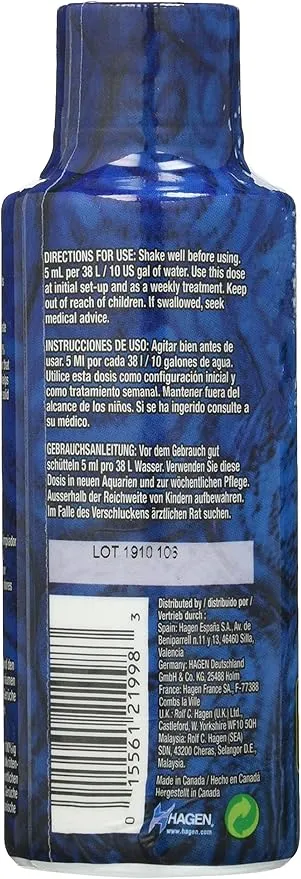 DIRECTIONS FOR USE: Shake well before using.
5 mL per 38 L / 10 US gal of water. Use this dose
at initial set-up and as a weekly treatment. Keep
out of reach of children. If swallowed, seek
medical advice.
INSTRUCCIONES DE USO: Agitar bien antes de
usar. 5 Ml por cada 38 l / 10 galones de agua.
Utilice esta dosis como configuración inicial y
como tratamiento semanal. Mantener fuera del
alcance de los niños. Si se ha ingerido consulte a
su médico.
GEBRAUCHSANLEITUNG: Vor dem Gebrauch gut
schütteln 5 ml pro 38 L Wasser. Verwenden Sie diese
Dosis in neuen Aquarien und zur wöchentlichen Pflege.
Ausserhalb der Reichweite von Kindern aufbewahren.
Im Falle des Verschluckens ärztlichen Rat suchen.
LOT 1910 106
Distributed by / distribuido por /
Vertrieb durch :
Spain: Hagen España S.A., Av. de
Beniparrell n.11 y 13, 46460 Silla,
Valencia
Germany: HAGEN Deutschland
GmbH & Co. KG, 25488 Holm
France: Hagen France SA., F-77388
Combs la Ville
U.K.: Rolf C. Hagen (U.K.) Ltd.
Castleford, W. Yorkshire WF10 5QH
Malaysia: Rolf C. Hagen (SEA)
SDN, 43200 Cheras, Selangor D.E.,
Malaysia.
Made in Canada / Hecho en Canadá
Hergestellt in Canada
0 15561 21998 3
HAGEN
www.hagen.com